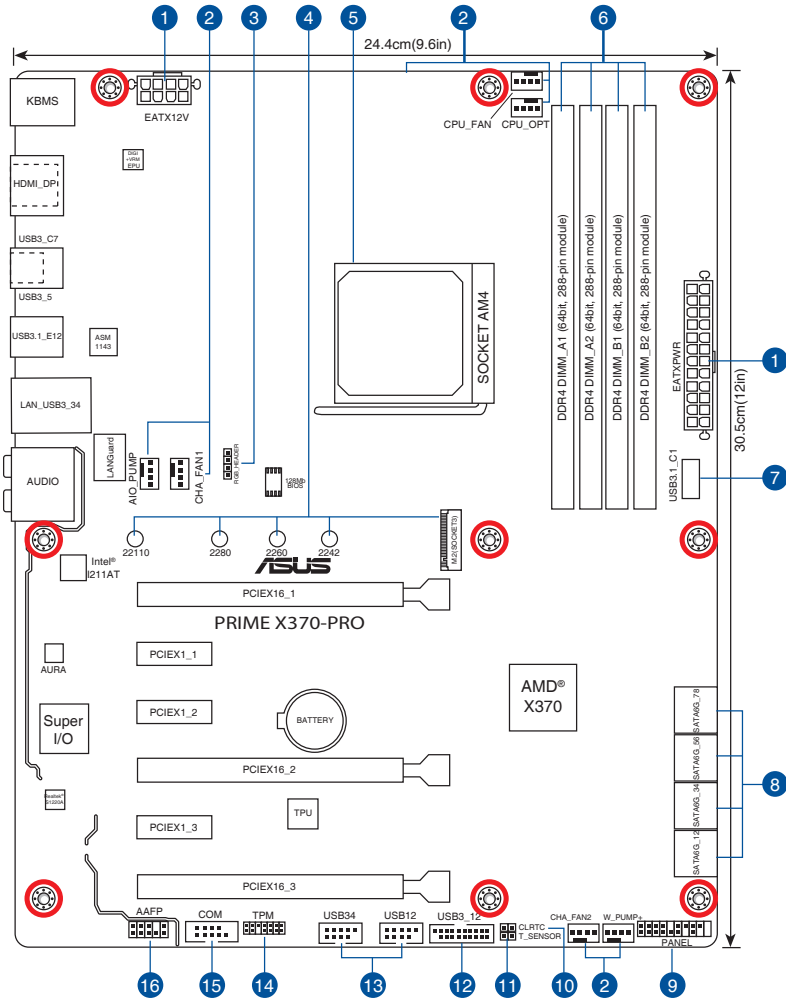 1 2 3 4 5 2 6
24.4cm(9.6in)
KBMS
EATX12V
CPU_FAN CPU_OPT
DIGI
+VRM
EPU
HDMI_DP
USB3_C7
USB3_5
USB3.1_E12
ASM
1143
LAN_USB3_34
SOCKET AM4
DDR4 DIMM_A1 (64bit, 288-pin module)
DDR4 DIMM_A2 (64bit, 288-pin module)
DDR4 DIMM_B1 (64bit, 288-pin module)
DDR4 DIMM_B2 (64bit, 288-pin module)
EATXPWR
1
30.5cm(12in)
LANGuard
AUDIO
AIO_PUMP
CHA_FAN1
RGB_HEADER
128Mb
BIOS
USB3.1_C1
7
22110 2280 2260 2242
M.2(SOCKET3)
Intel®
I211AT
ASUS
PCIEX16_1
PRIME X370-PRO
PCIEX1_1
AURA
AMD®
X370
PCIEX1_2
BATTERY
Super
I/O
SATA6G_78
SATA6G_56
SATA6G_34
SATA6G_12
8
PCIEX16_2
Realtek®
S1220A
TPU
PCIEX1_3
PCIEX16_3
AAFP COM TPM USB34 USB12 USB3_12
CLRTC
T_SENSOR
CHA_FAN2 W_PUMP+
PANEL
16 15 14 13 12 11 10 2 9